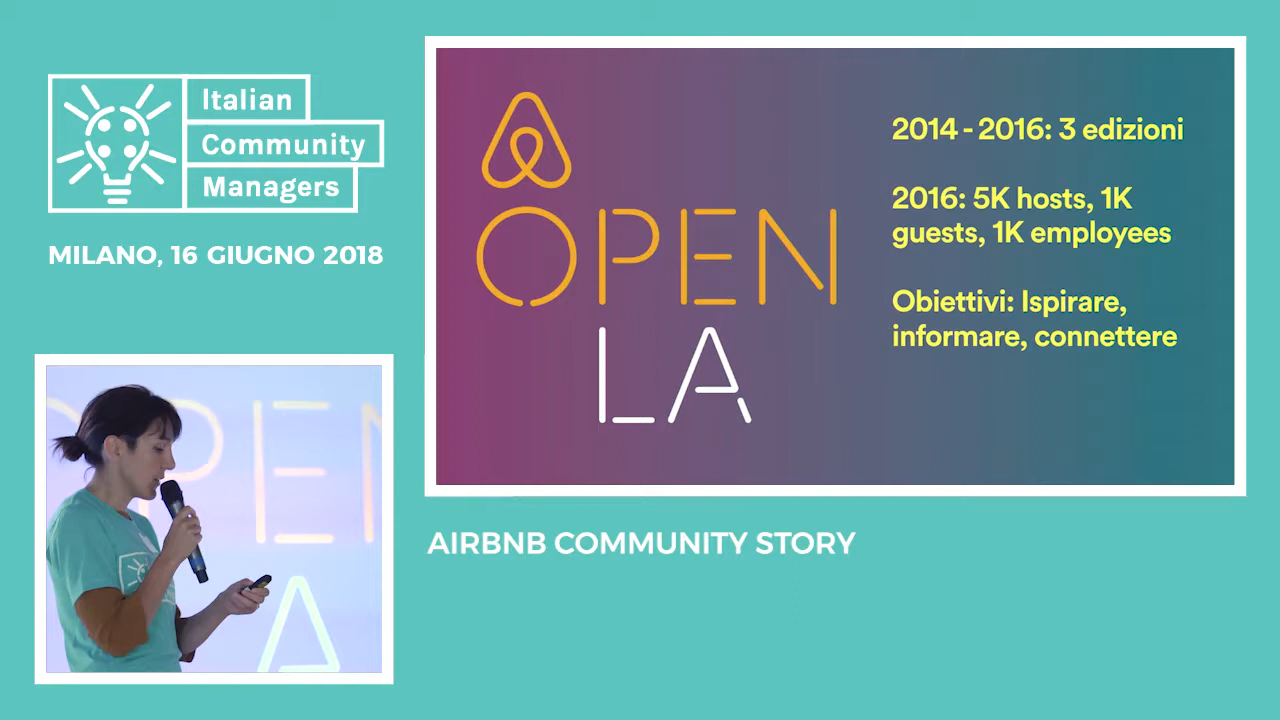 Italian
Community
Managers
MILANO, 16 GIUGNO 2018
OPEN
LA
2014 - 2016: 3 edizioni
2016: 5K hosts, 1K
guests, 1K employees
Obiettivi: Ispirare,
informare, connettere
OPEN
A
AIRBNB COMMUNITY STORY